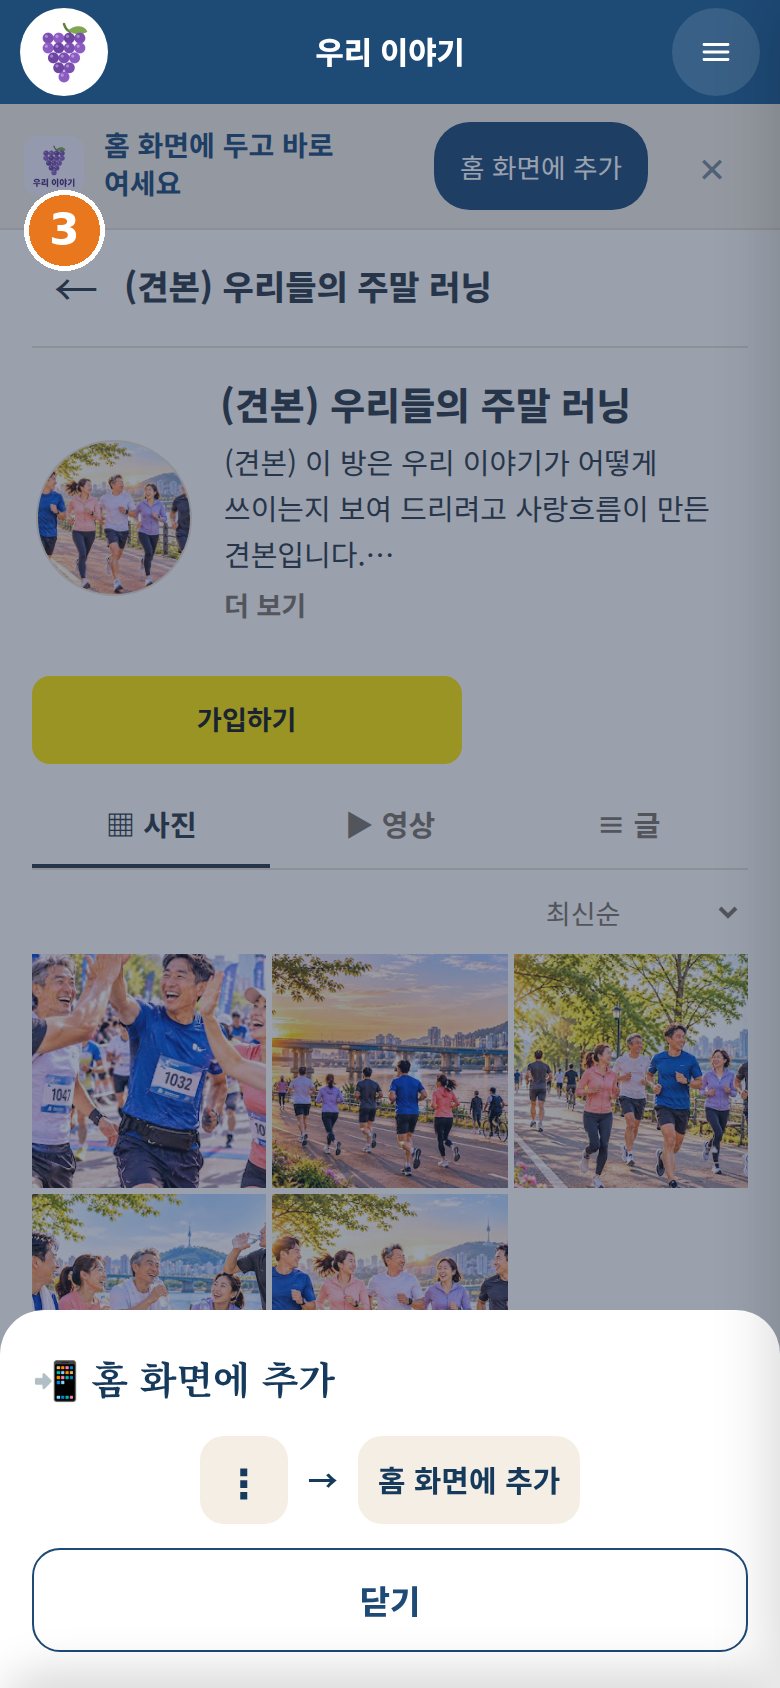 우리 이야기
홈 화면에 두고 바로
여세요
우리 이야기
홈 화면에 추가
×
3
← (견본) 우리들의 주말 러닝
(견본) 우리들의 주말 러닝
(견본) 이 방은 우리 이야기가 어떻게
쓰이는지 보여 드리려고 사랑흐름이 만든
견본입니다.…
더 보기
가입하기
▦ 사진
▶ 영상
≡ 글
최신순
1041
1032
10
홈 화면에 추가
⋮ → 홈 화면에 추가
닫기